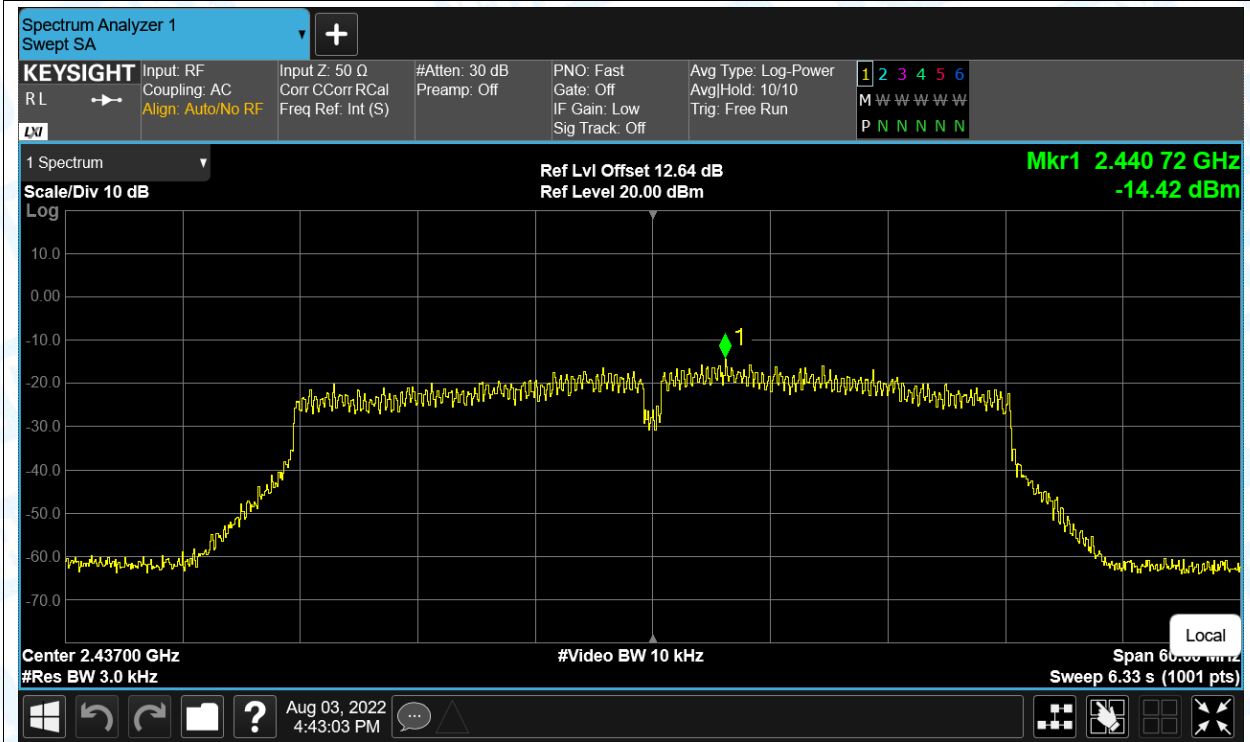 Spectrum Analyzer 1
Swept SA
+
KEYSIGHT
R L
LXI
Input: RF
Coupling: AC
Align: Auto/No RF
Input Z: 50 Ω
Corr CCorr RCal
Freq Ref: Int (S)
#Atten: 30 dB
Preamp: Off
PNO: Fast
Gate: Off
IF Gain: Low
Sig Track: Off
Avg Type: Log-Power
Avg|Hold: 10/10
Trig: Free Run
1 2 3 4 5 6
M W W W W W
P N N N N N N
1 Spectrum
Scale/Div 10 dB
Log
Ref Lvl Offset 12.64 dB
Ref Level 20.00 dBm
Mkr1 2.440 72 GHz
-14.42 dBm
10.0
0.00
-10.0
-20.0
-30.0
-40.0
-50.0
-60.0
-70.0
1
Local
Center 2.43700 GHz
#Video BW 10 kHz
Span 60.00 MHz
#Res BW 3.0 kHz
Sweep 6.33 s (1001 pts)
?
Aug 03, 2022
4:43:03 PM